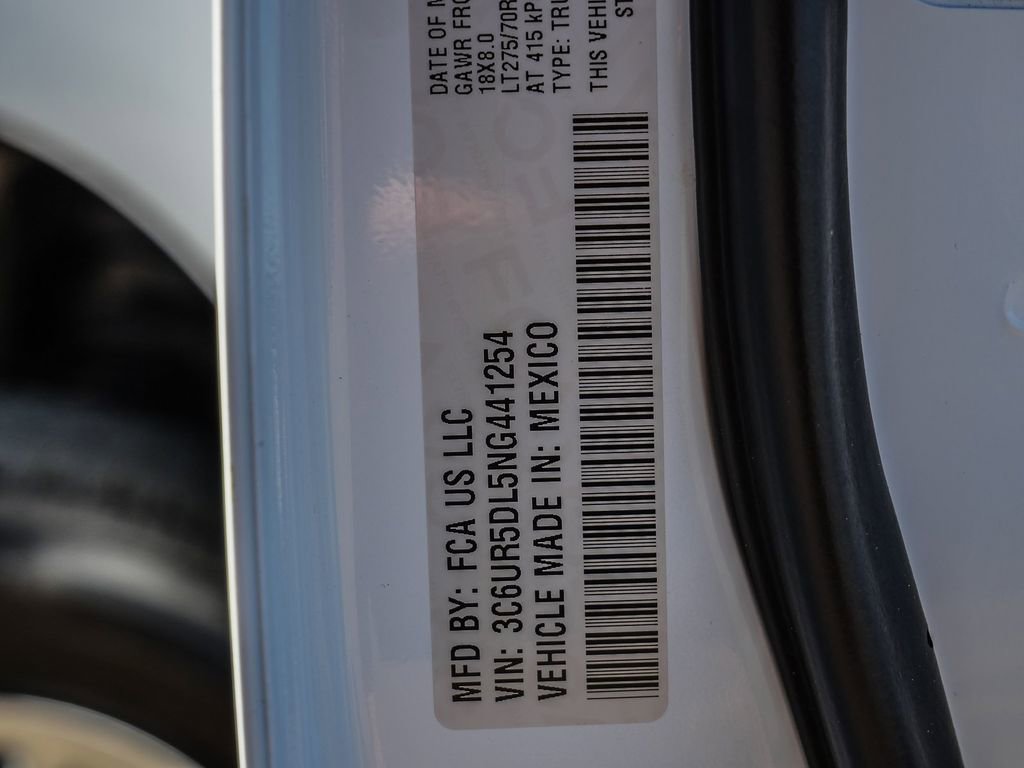 MFD BY: FCA US LLC
VIN: 3C6UR5DL5NG441254
VEHICLE MADE IN: MEXICO
DATE OF M
GAWR FRO
18X8.0
LT275/70R
AT 415 kP
TYPE: TRU
THIS VEHI
ST